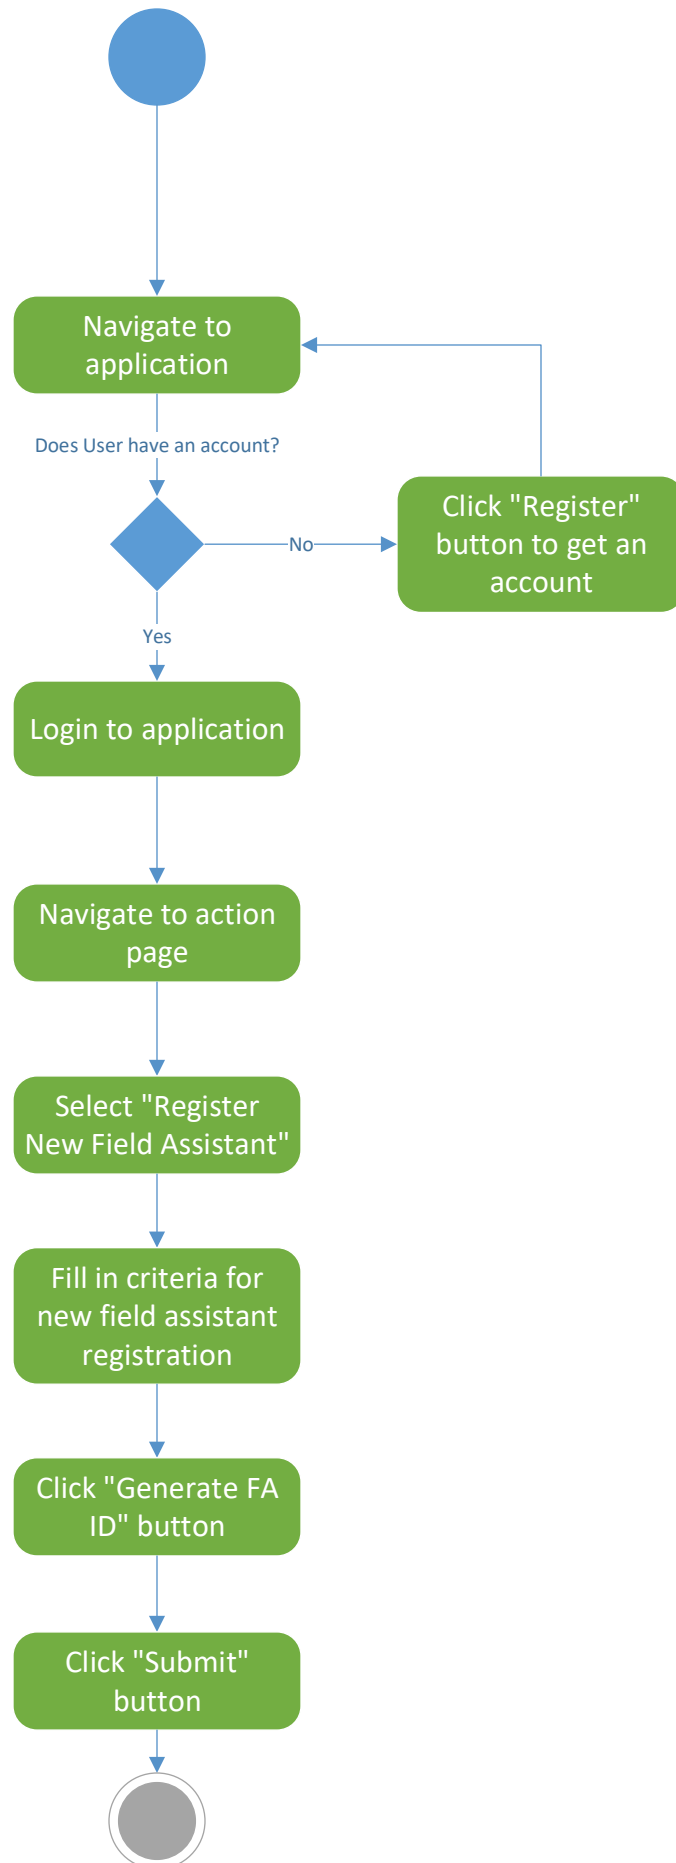 Navigate to
application
Does User have an account?
No
Click "Register"
button to get an
account
Yes
Login to application
Navigate to action
page
Select "Register
New Field Assistant"
Fill in criteria for
new field assistant
registration
Click "Generate FA
ID" button
Click "Submit"
button